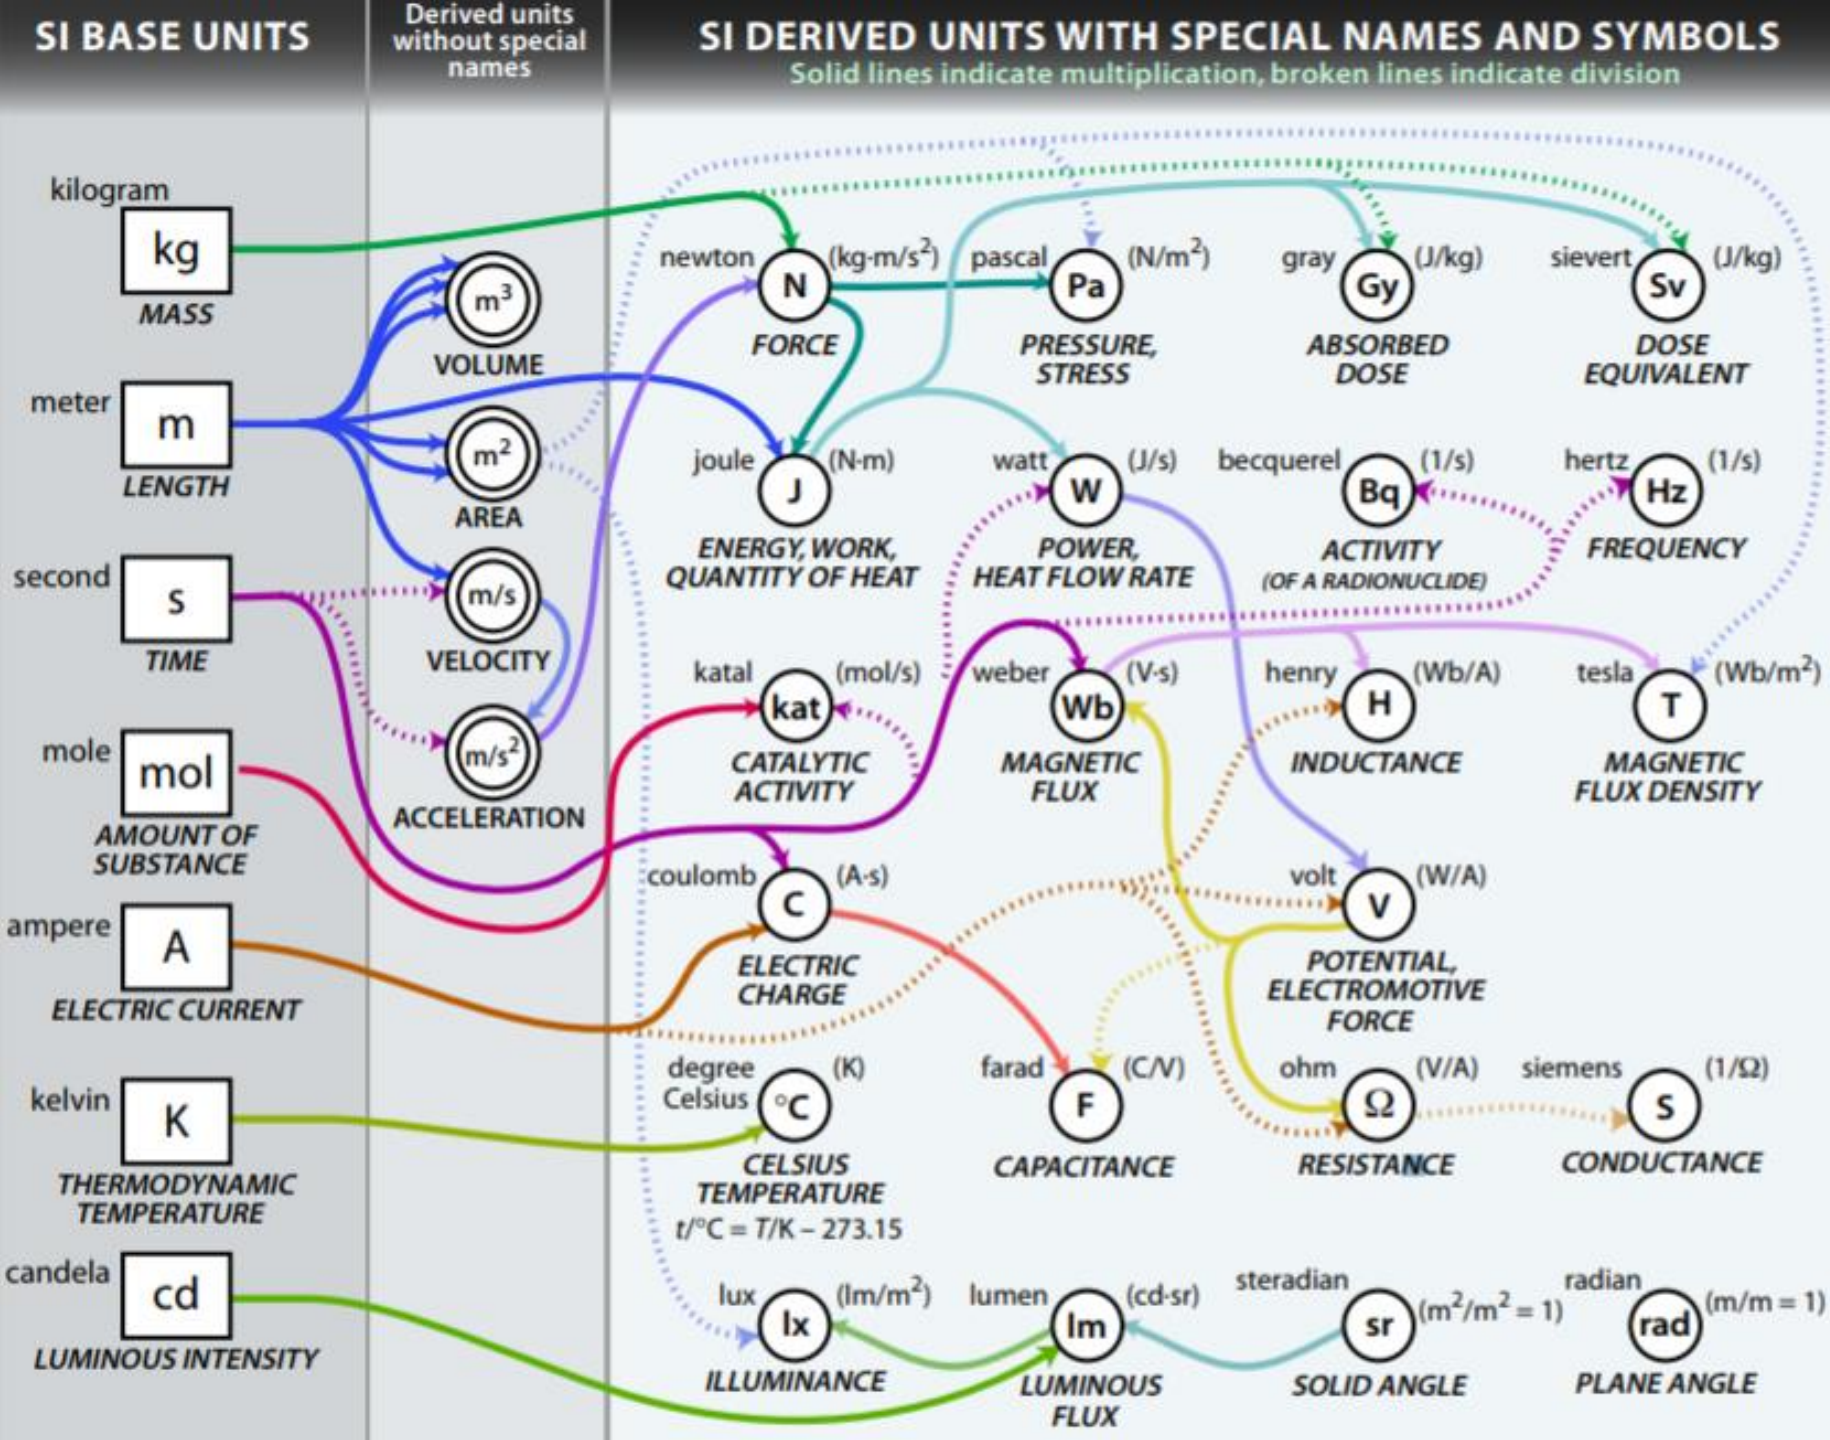 SI BASE UNITS
Derived units
without special
names
SI DERIVED UNITS WITH SPECIAL NAMES AND SYMBOLS
Solid lines indicate multiplication, broken lines indicate division
kilogram
kg
MASS
meter
m
LENGTH
second
s
TIME
mole
mol
AMOUNT OF
SUBSTANCE
ampere
A
ELECTRIC CURRENT
kelvin
K
THERMODYNAMIC
TEMPERATURE
candela
cd
LUMINOUS INTENSITY
m³
VOLUME
m²
AREA
m/s
VELOCITY
m/s²
ACCELERATION
newton
N
(kg·m/s²)
FORCE
pascal
Pa
(N/m²)
PRESSURE,
STRESS
gray
Gy
(J/kg)
ABSORBED
DOSE
sievert
Sv
(J/kg)
DOSE
EQUIVALENT
joule
J
(N·m)
ENERGY, WORK,
QUANTITY OF HEAT
watt
W
(J/s)
POWER,
HEAT FLOW RATE
becquerel
Bq
(1/s)
ACTIVITY
(OF A RADIONUCLIDE)
hertz
Hz
(1/s)
FREQUENCY
katal
kat
(mol/s)
CATALYTIC
ACTIVITY
weber
Wb
(V·s)
MAGNETIC
FLUX
henry
H
(Wb/A)
INDUCTANCE
tesla
T
(Wb/m²)
MAGNETIC
FLUX DENSITY
coulomb
C
(A·s)
ELECTRIC
CHARGE
volt
V
(W/A)
POTENTIAL,
ELECTROMOTIVE
FORCE
degree
Celsius
°C
(K)
CELSIUS
TEMPERATURE
t/°C = T/K – 273.15
farad
F
(C/V)
CAPACITANCE
ohm
Ω
(V/A)
RESISTANCE
siemens
S
(1/Ω)
CONDUCTANCE
lux
lx
(lm/m²)
ILLUMINANCE
lumen
lm
(cd·sr)
LUMINOUS
FLUX
steradian
sr
(m²/m² = 1)
SOLID ANGLE
radian
rad
(m/m = 1)
PLANE ANGLE